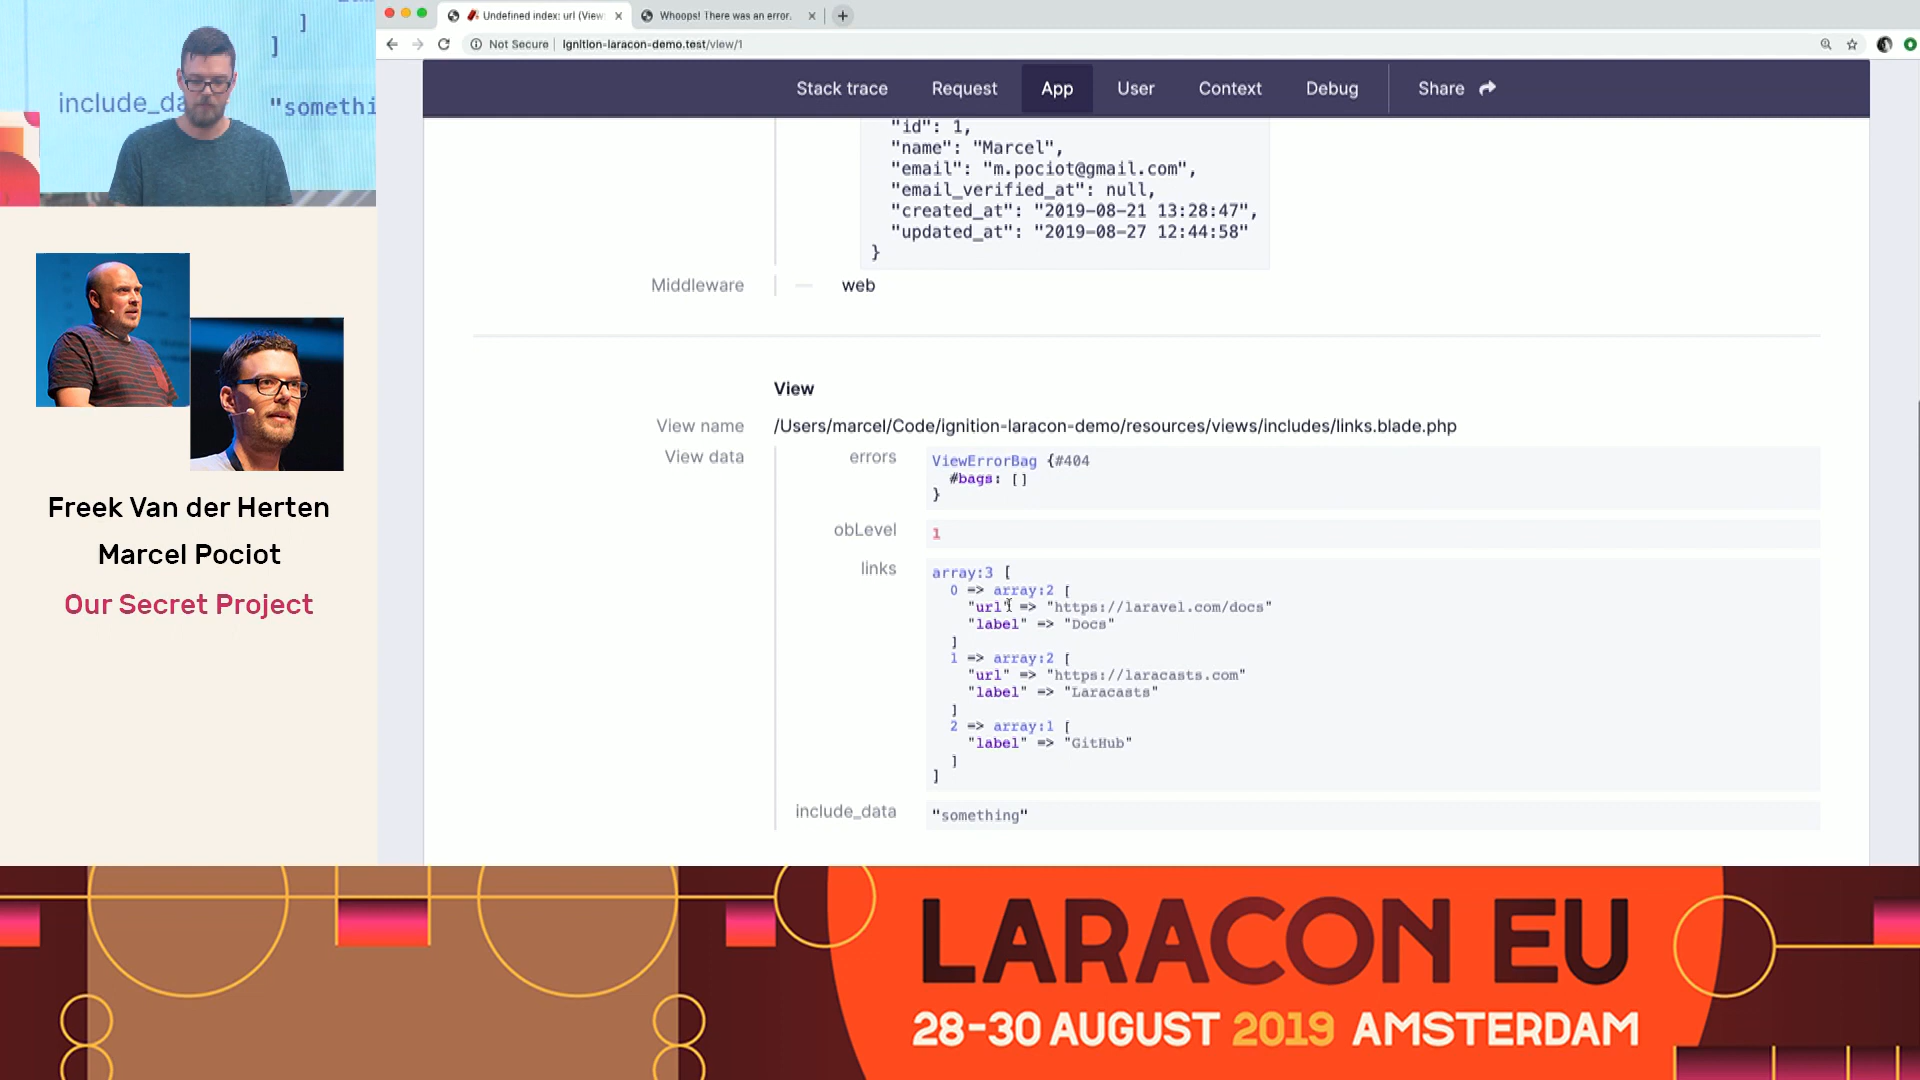 ]
]
include_da
"somethi
Undefined index: url (View
Whoops! There was an error.
Not Secure
ignition-laracon-demo.test/view/1
Stack trace
Request
App
User
Context
Debug
Share
"id": 1,
"name": "Marcel",
"email": "m.pociot@gmail.com",
"email_verified_at": null,
"created_at": "2019-08-21 13:28:47",
"updated_at": "2019-08-27 12:44:58"
}
Middleware
web
View
View name
/Users/marcel/Code/ignition-laracon-demo/resources/views/includes/links.blade.php
View data
errors
ViewErrorBag {#404
#bags: []
}
obLevel
1
links
array:3 [
0 => array:2 [
"url" => "https://laravel.com/docs"
"label" => "Docs"
]
1 => array:2 [
"url" => "https://laracasts.com"
"label" => "Laracasts"
]
2 => array:1 [
"label" => "GitHub"
]
]
include_data
"something"
Freek Van der Herten
Marcel Pociot
Our Secret Project
LARACON EU
28-30 AUGUST 2019 AMSTERDAM